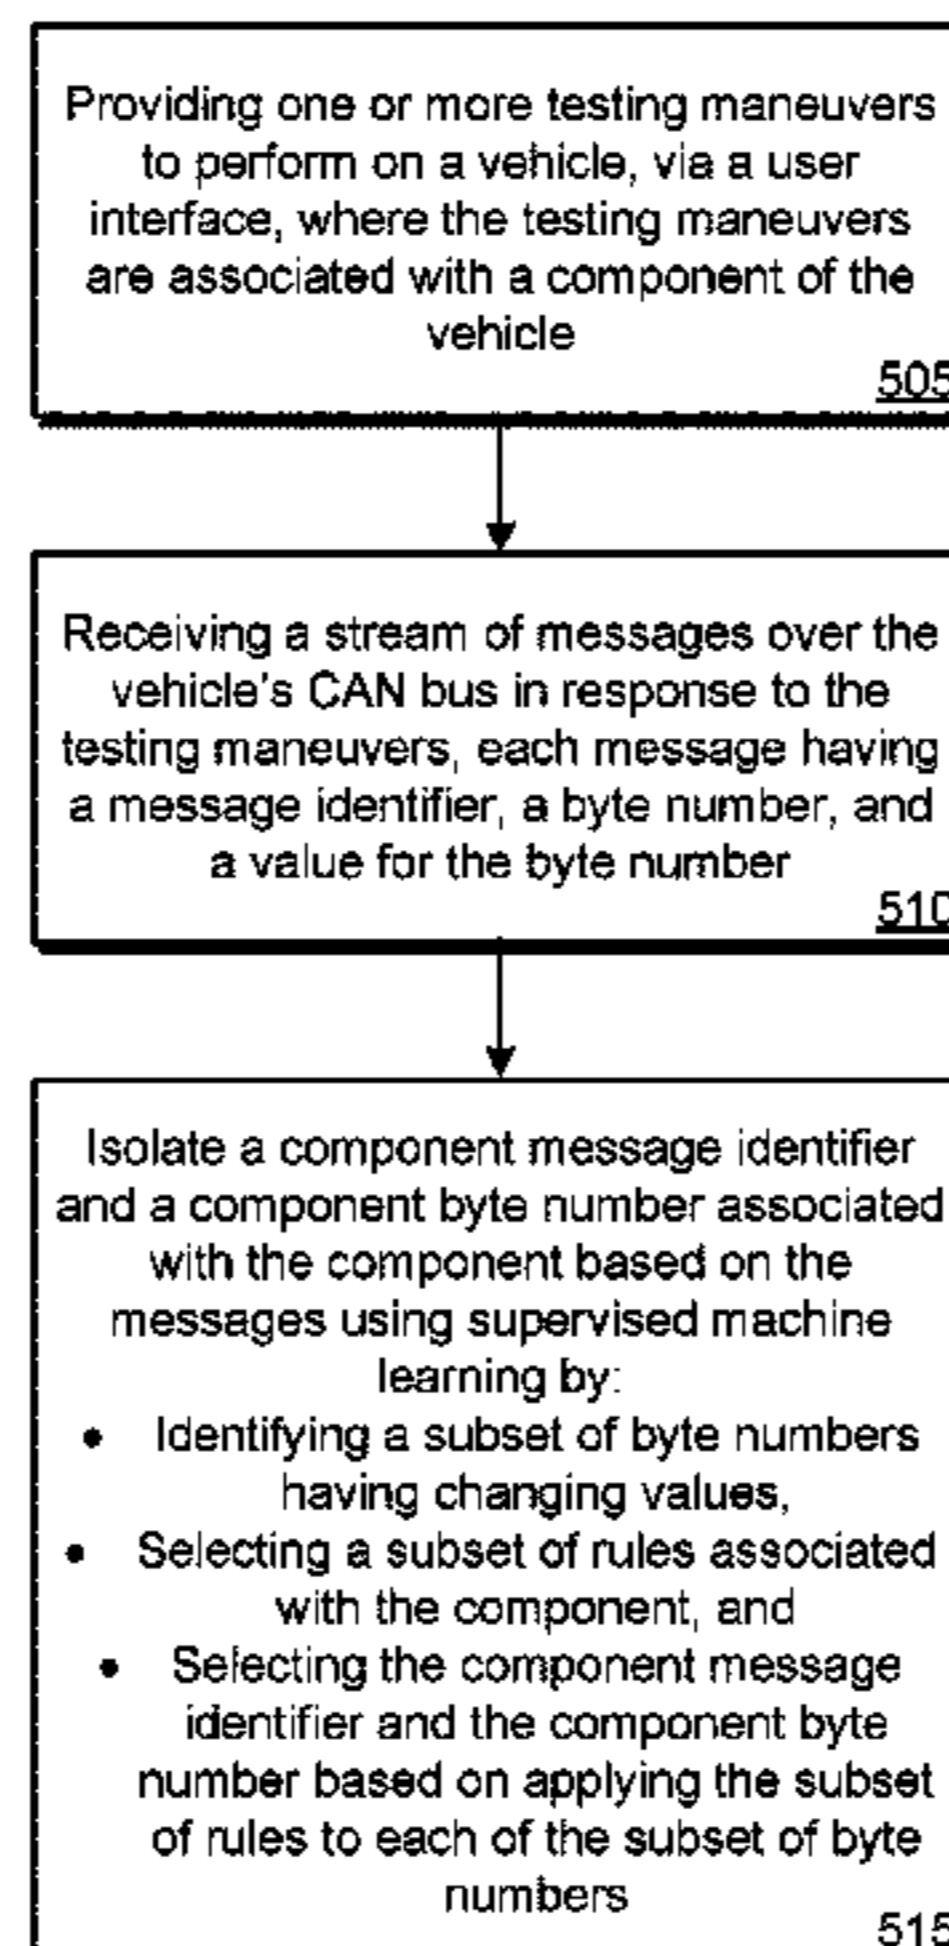 Providing one or more testing maneuvers
to perform on a vehicle, via a user
interface, where the testing maneuvers
are associated with a component of the
vehicle
505
Receiving a stream of messages over the
vehicle's CAN bus in response to the
testing maneuvers, each message having
a message identifier, a byte number, and
a value for the byte number
510
Isolate a component message identifier
and a component byte number associated
with the component based on the
messages using supervised machine
learning by:
• Identifying a subset of byte numbers
having changing values,
• Selecting a subset of rules associated
with the component, and
• Selecting the component message
identifier and the component byte
number based on applying the subset
of rules to each of the subset of byte
numbers
515